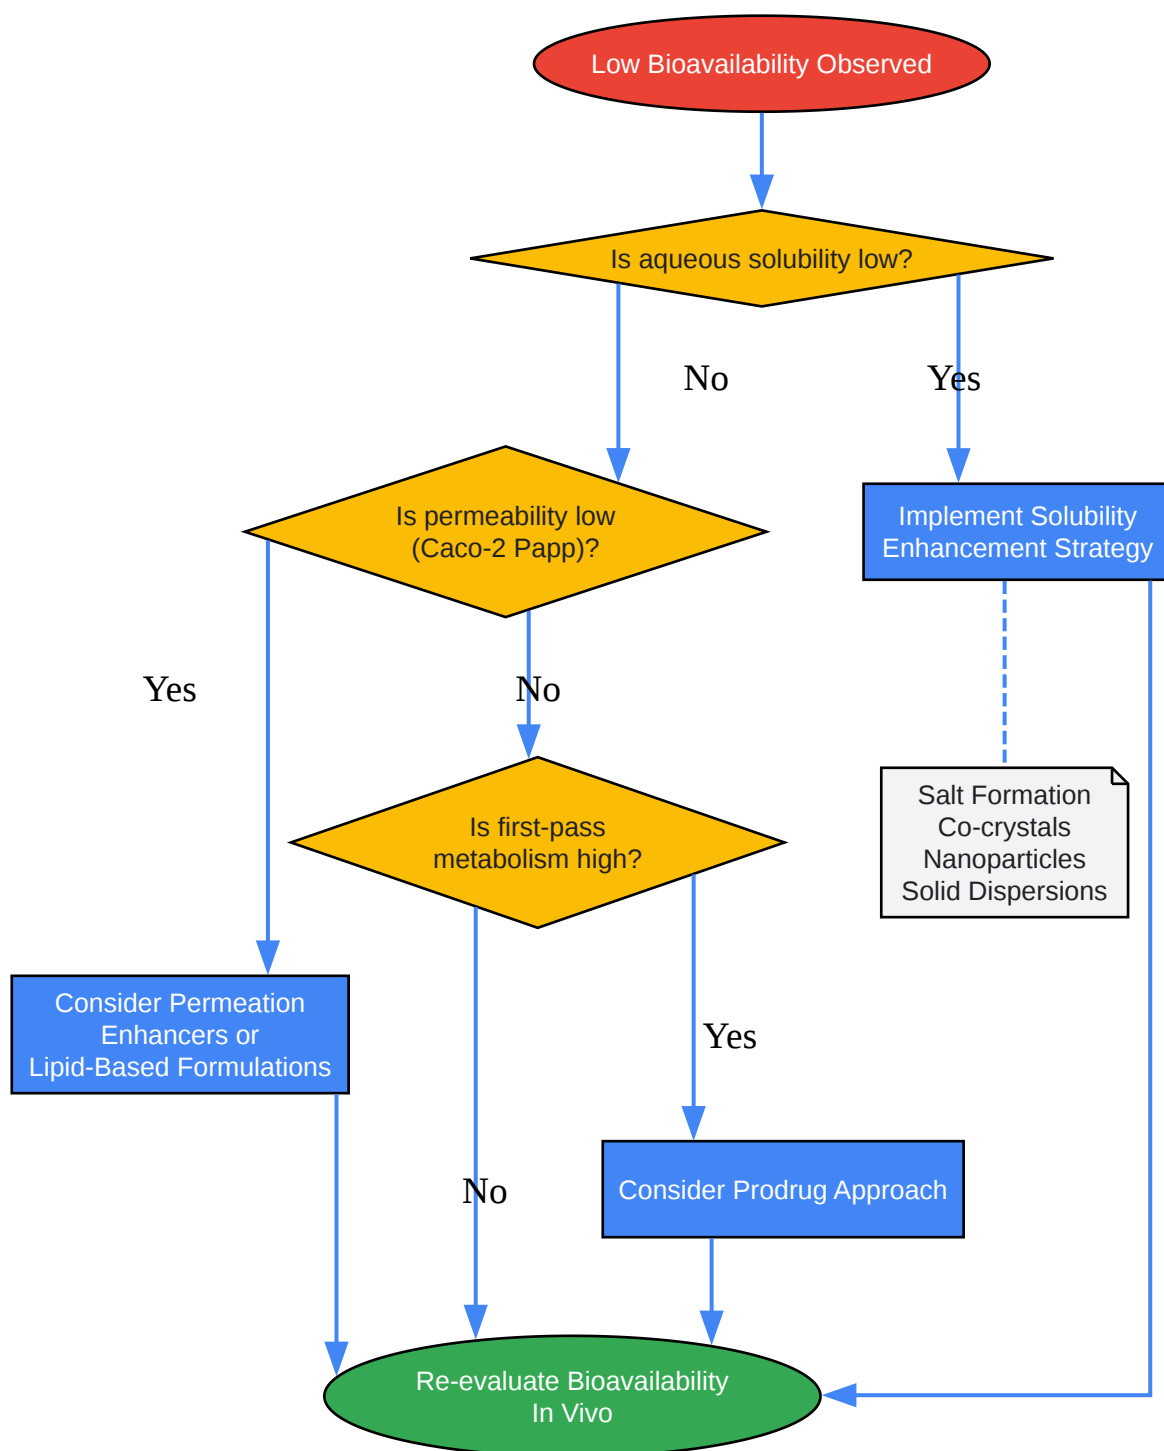 Low Bioavailability Observed
Is aqueous solubility low?
No
Yes
Is permeability low
(Caco-2 Papp)?
Implement Solubility
Enhancement Strategy
Yes
No
Is first-pass
metabolism high?
Salt Formation
Co-crystals
Nanoparticles
Solid Dispersions
Consider Permeation
Enhancers or
Lipid-Based Formulations
Yes
No
Consider Prodrug Approach
Re-evaluate Bioavailability
In Vivo